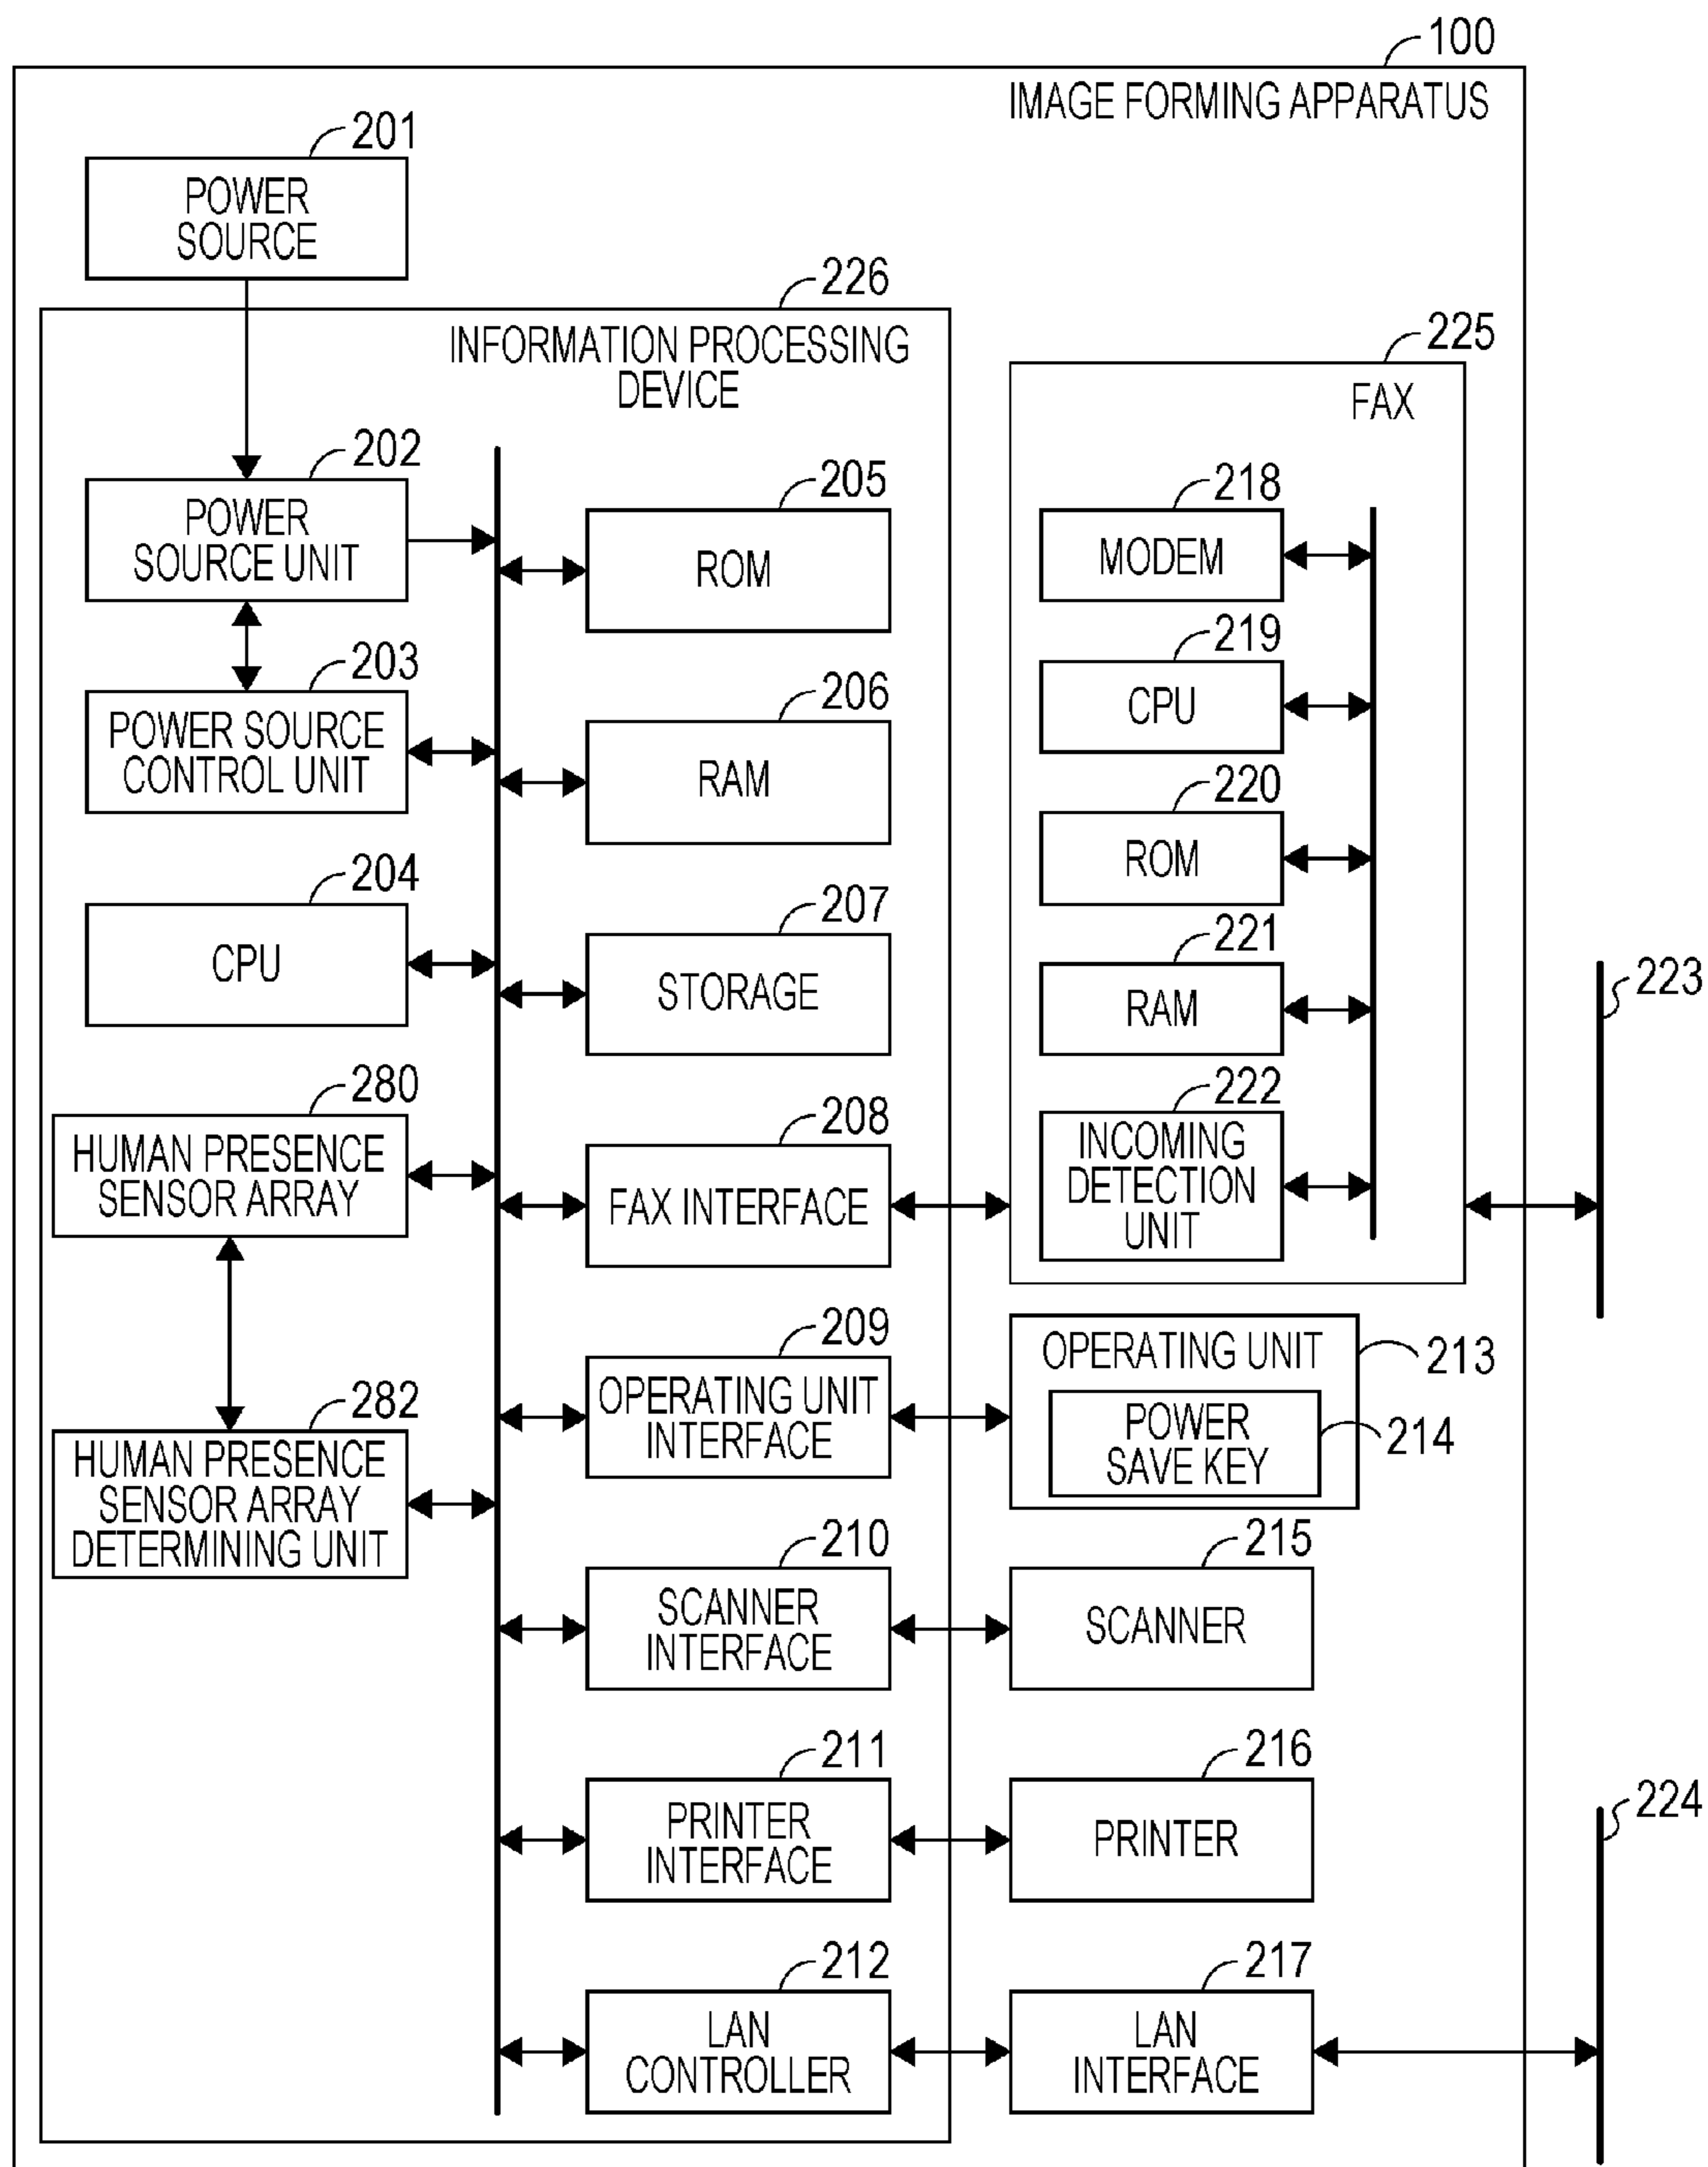 100
IMAGE FORMING APPARATUS
201
POWER
SOURCE
226
INFORMATION PROCESSING
DEVICE
202
POWER
SOURCE UNIT
203
POWER SOURCE
CONTROL UNIT
204
CPU
280
HUMAN PRESENCE
SENSOR ARRAY
282
HUMAN PRESENCE
SENSOR ARRAY
DETERMINING UNIT
205
ROM
206
RAM
207
STORAGE
208
FAX INTERFACE
209
OPERATING UNIT
INTERFACE
210
SCANNER
INTERFACE
211
PRINTER
INTERFACE
212
LAN
CONTROLLER
225
FAX
218
MODEM
219
CPU
220
ROM
221
RAM
222
INCOMING
DETECTION
UNIT
OPERATING UNIT
213
POWER
SAVE KEY
214
215
SCANNER
216
PRINTER
217
LAN
INTERFACE
223
224